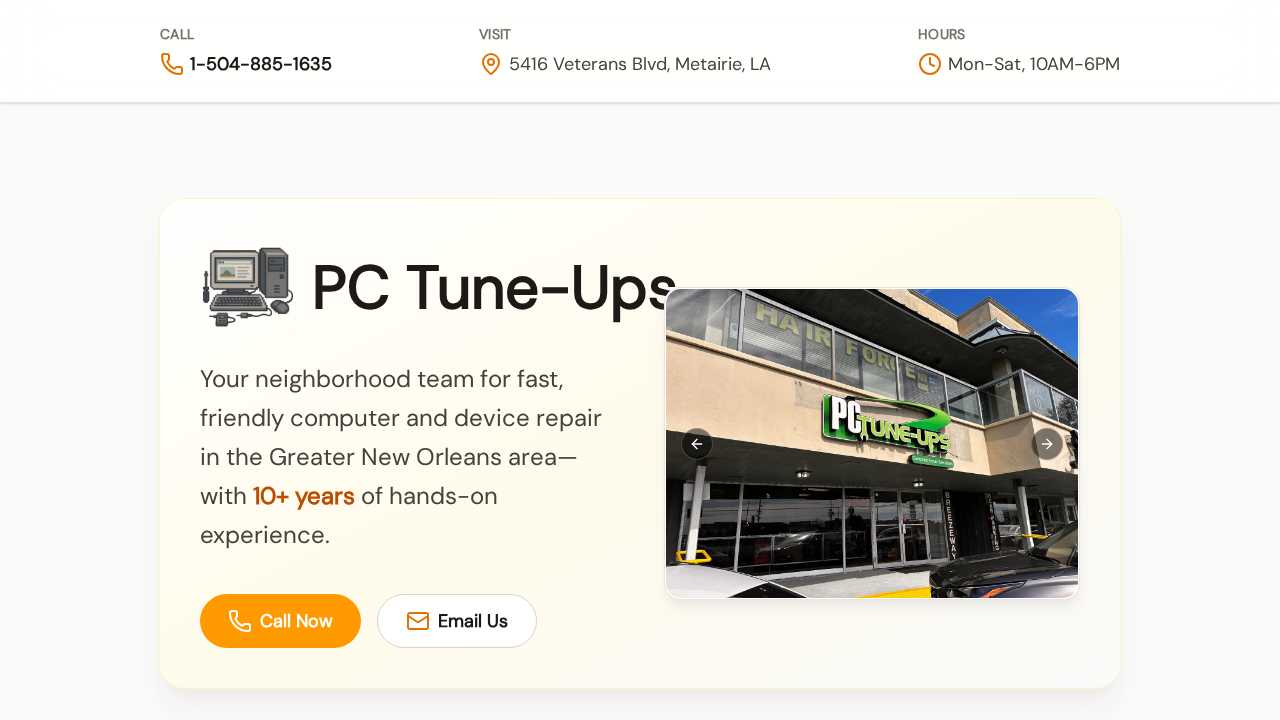 CALL
1-504-885-1635
VISIT
5416 Veterans Blvd, Metairie, LA
HOURS
Mon-Sat, 10AM-6PM
PC Tune-Ups
Your neighborhood team for fast,
friendly computer and device repair
in the Greater New Orleans area—
with 10+ years of hands-on
experience.
Call Now
Email Us
HAIR FORCE
PC TUNE-UPS
BREEZEWAY